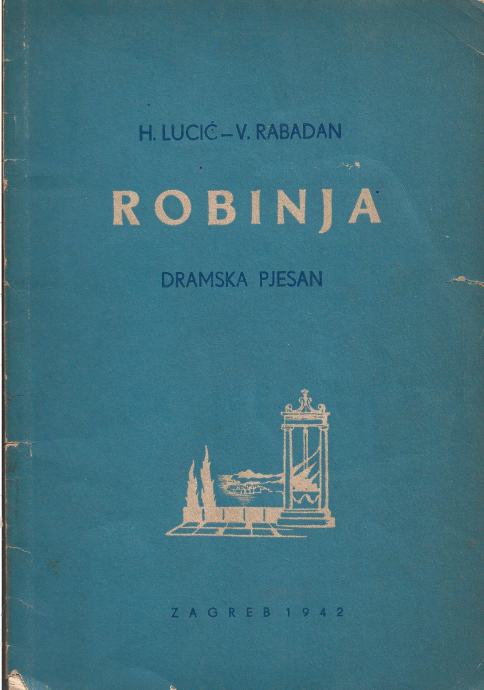 H. LUCIĆ – V. RABADAN
ROBINJA
DRAMSKA PJESAN
ZAGREB 1942